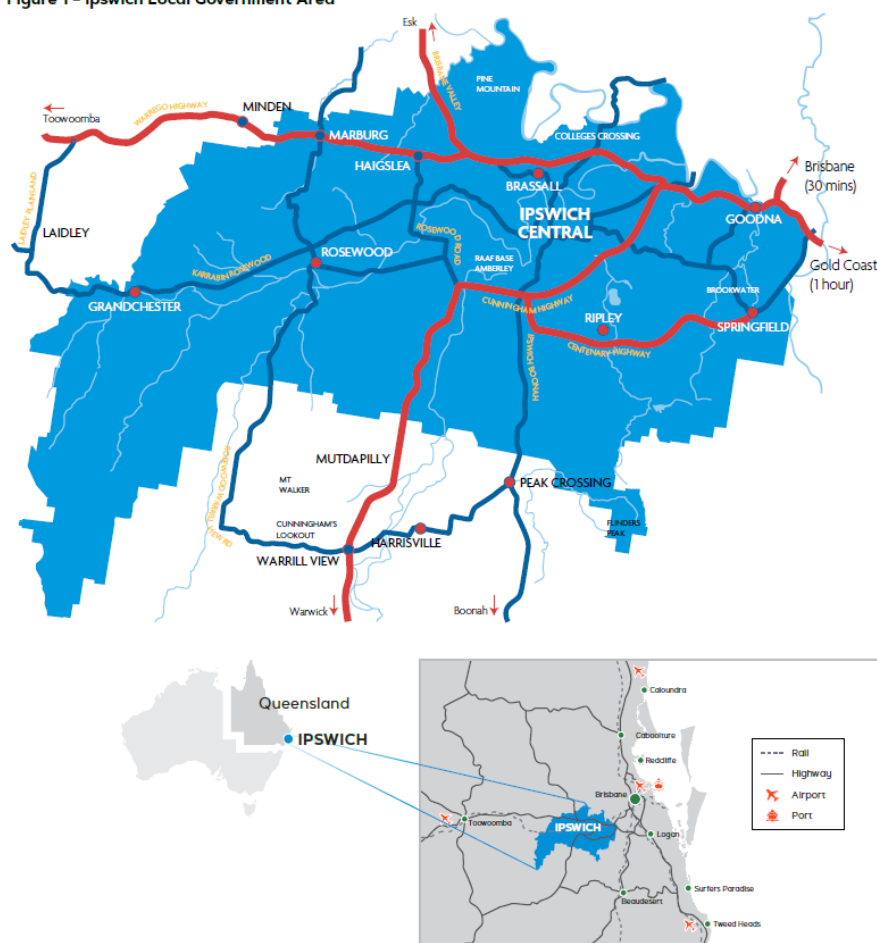 Figure 1 – Ipswich Local Government Area
Esk
BRISBANE VALLEY
PINE
MOUNTAIN
WARREGO HIGHWAY
MINDEN
Toowoomba
MARBURG
COLLEGES CROSSING
HAIGSLEA
BRASSALL
Brisbane
(30 mins)
LAIDLEY PLAINLAND
LAIDLEY
IPSWICH
CENTRAL
GOODNA
ROSEWOOD ROAD
ROSEWOOD
RAAF BASE
AMBERLEY
KARRABIN ROSEWOOD
Gold Coast
(1 hour)
GRANDCHESTER
CUNNINGHAM HIGHWAY
BROOKWATER
RIPLEY
SPRINGFIELD
CENTENARY HIGHWAY
IPSWICH BOONAH
MUTDAPILLY
ROSEWOOD WARRILL VIEW RD
MT
WALKER
PEAK CROSSING
CUNNINGHAM'S
LOOKOUT
HARRISVILLE
FLINDERS
PEAK
WARRILL VIEW
Warwick
Boonah
Queensland
IPSWICH
Caloundra
Caboolture
Redcliffe
Brisbane
Toowoomba
IPSWICH
Logan
Surfers Paradise
Beaudesert
Tweed Heads
Rail
Highway
Airport
Port